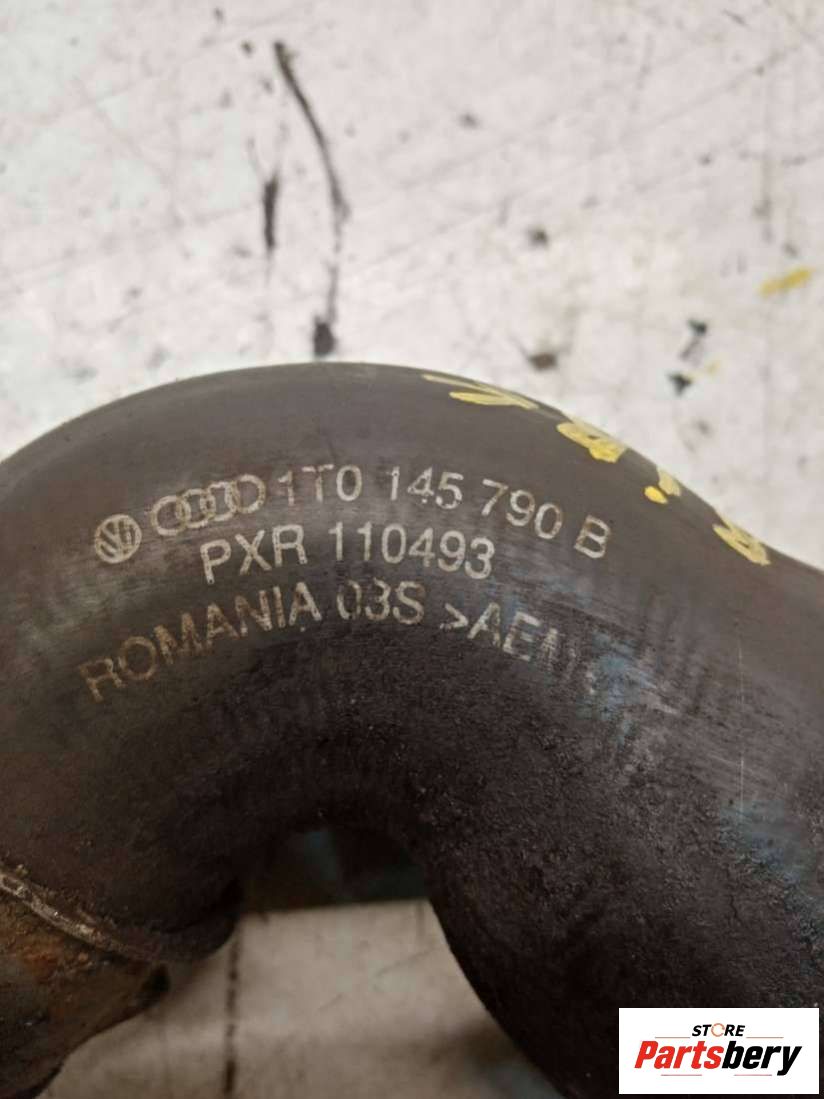 1T0 145 790 B
PXR 110493
ROMANIA 03S
STORE
Partsbery